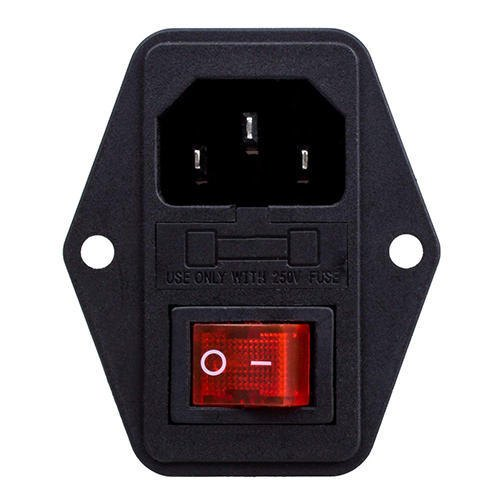 USE ONLY WITH 250V FUSE
O –